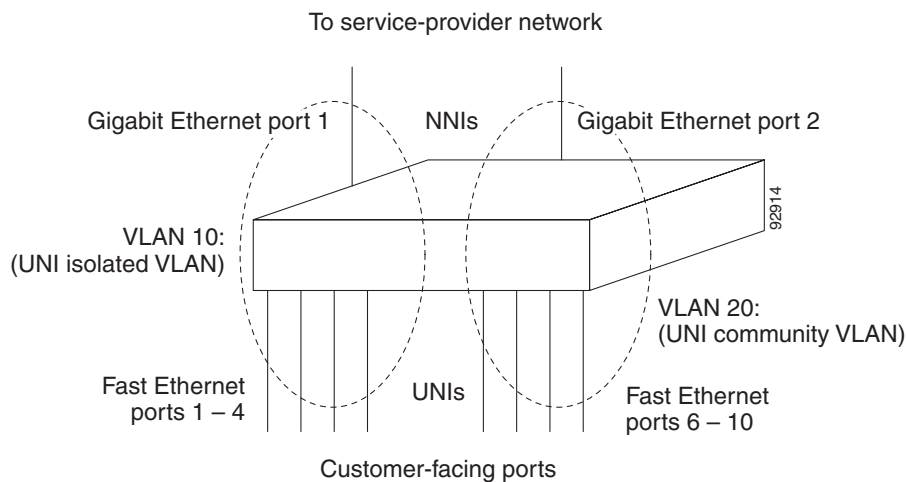 To service-provider network
Gigabit Ethernet port 1
NNIs
Gigabit Ethernet port 2
92914
VLAN 10:
(UNI isolated VLAN)
VLAN 20:
(UNI community VLAN)
Fast Ethernet
ports 1 – 4
UNIs
Fast Ethernet
ports 6 – 10
Customer-facing ports